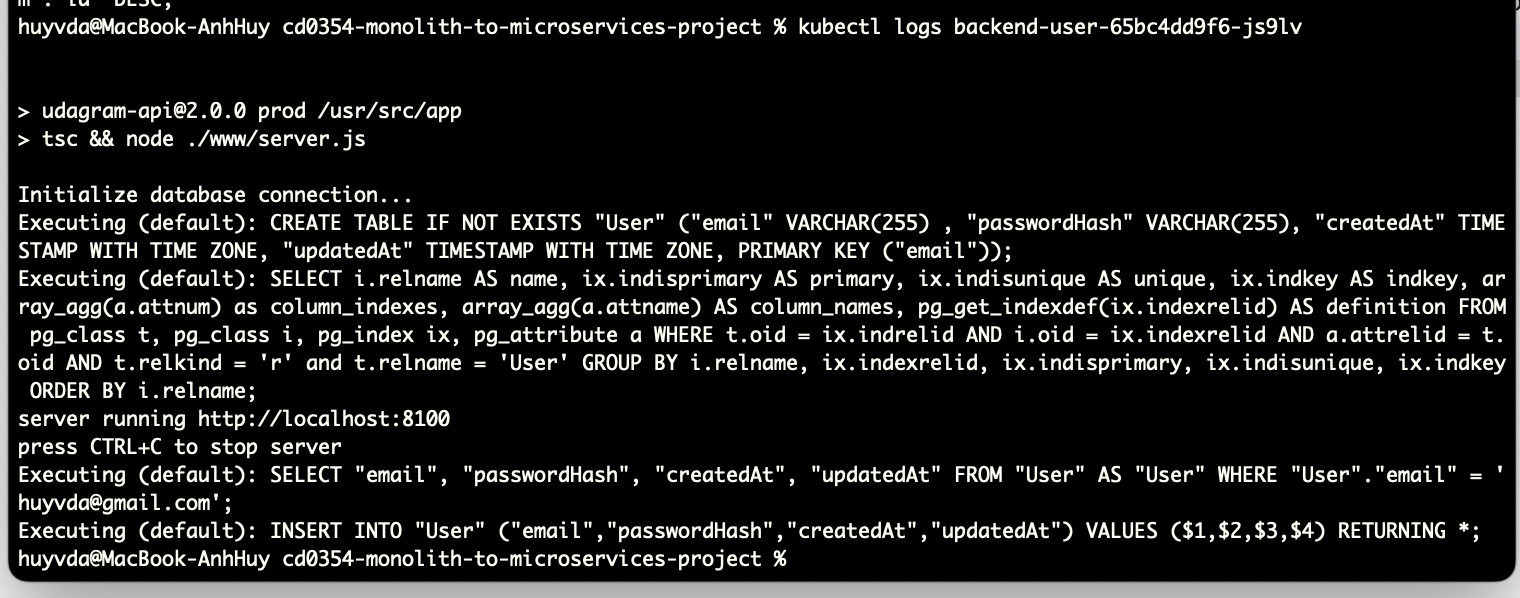 m". "id" DESC;
huyvda@MacBook-AnhHuy cd0354-monolith-to-microservices-project % kubectl logs backend-user-65bc4dd9f6-js9lv
> udagram-api@2.0.0 prod /usr/src/app
> tsc && node ./www/server.js
Initialize database connection...
Executing (default): CREATE TABLE IF NOT EXISTS "User" ("email" VARCHAR(255) , "passwordHash" VARCHAR(255), "createdAt" TIME
STAMP WITH TIME ZONE, "updatedAt" TIMESTAMP WITH TIME ZONE, PRIMARY KEY ("email"));
Executing (default): SELECT i.relname AS name, ix.indisprimary AS primary, ix.indisunique AS unique, ix.indkey AS indkey, ar
ray_agg(a.attnum) as column_indexes, array_agg(a.attname) AS column_names, pg_get_indexdef(ix.indexrelid) AS definition FROM
pg_class t, pg_class i, pg_index ix, pg_attribute a WHERE t.oid = ix.indrelid AND i.oid = ix.indexrelid AND a.attrelid = t.
oid AND t.relkind = 'r' and t.relname = 'User' GROUP BY i.relname, ix.indexrelid, ix.indisprimary, ix.indisunique, ix.indkey
ORDER BY i.relname;
server running http://localhost:8100
press CTRL+C to stop server
Executing (default): SELECT "email", "passwordHash", "createdAt", "updatedAt" FROM "User" AS "User" WHERE "User"."email" = '
huyvda@gmail.com';
Executing (default): INSERT INTO "User" ("email","passwordHash","createdAt","updatedAt") VALUES ($1,$2,$3,$4) RETURNING *;
huyvda@MacBook-AnhHuy cd0354-monolith-to-microservices-project %